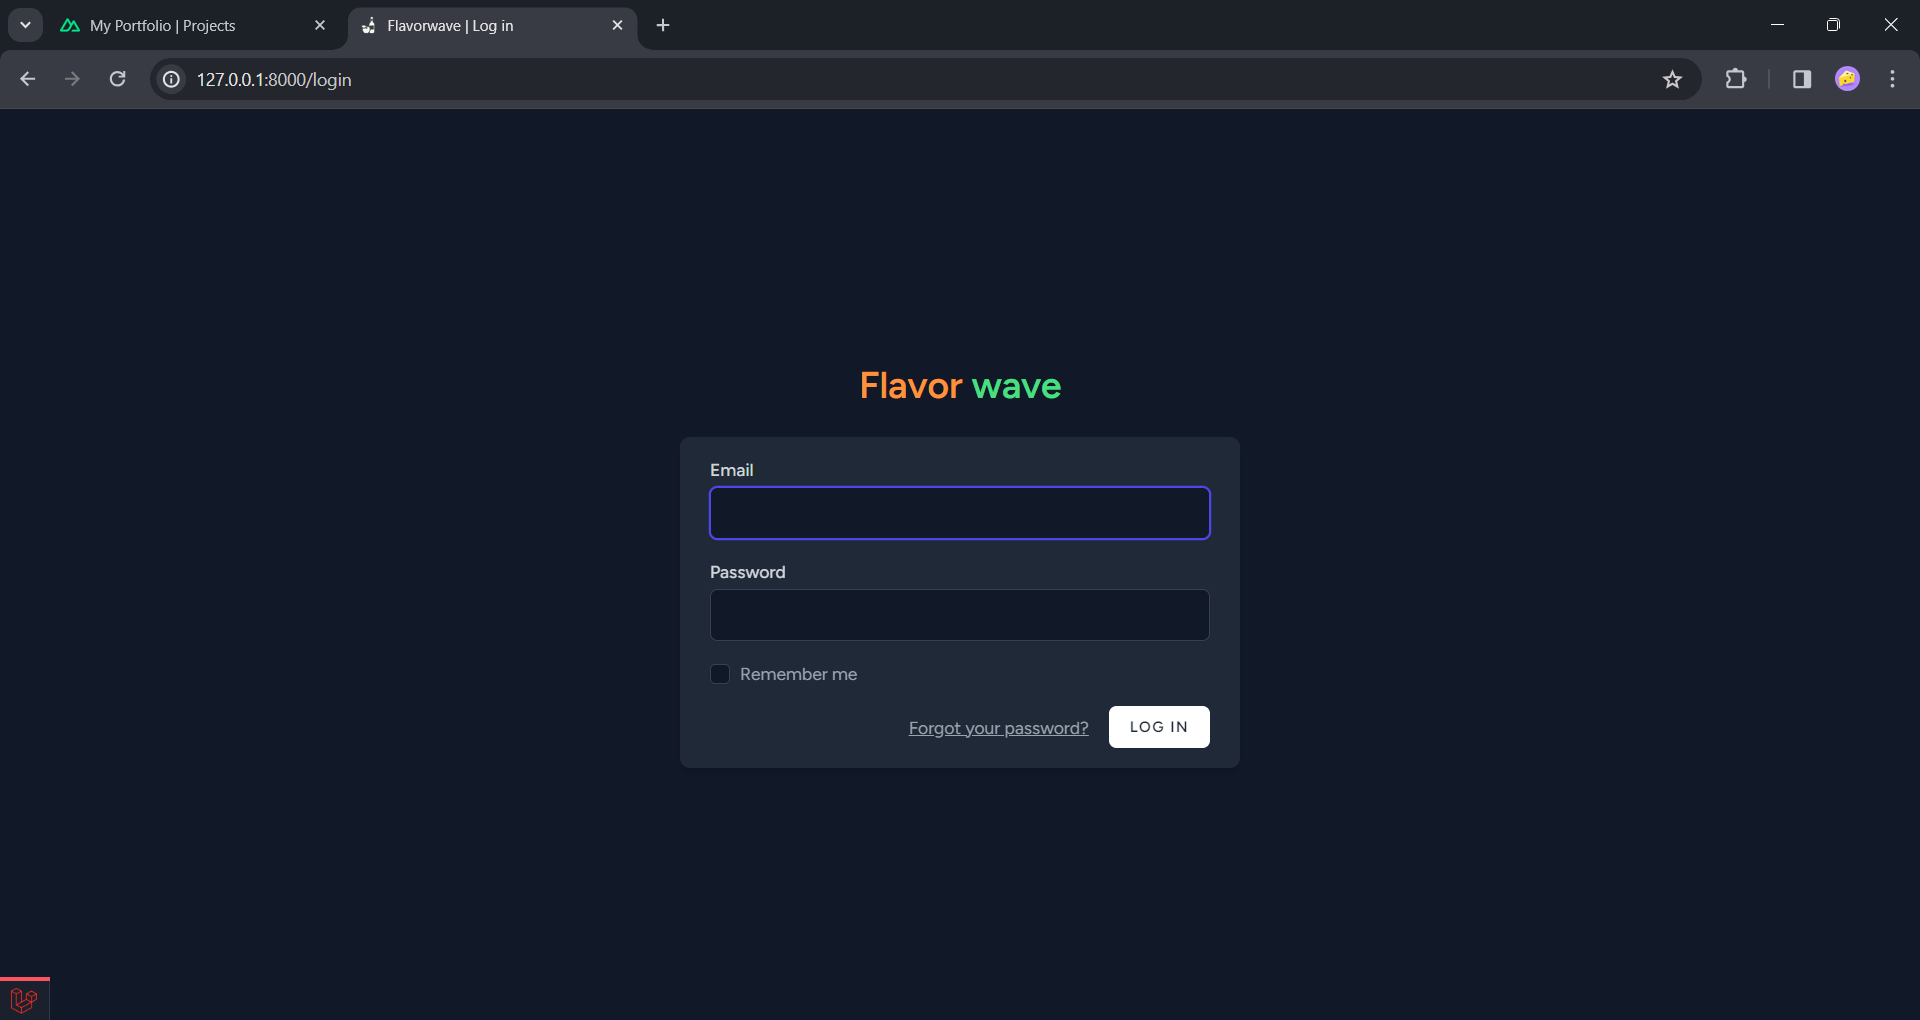 My Portfolio | Projects
Flavorwave | Log in
127.0.0.1:8000/login
Flavor wave
Email
Password
Remember me
Forgot your password?
LOG IN